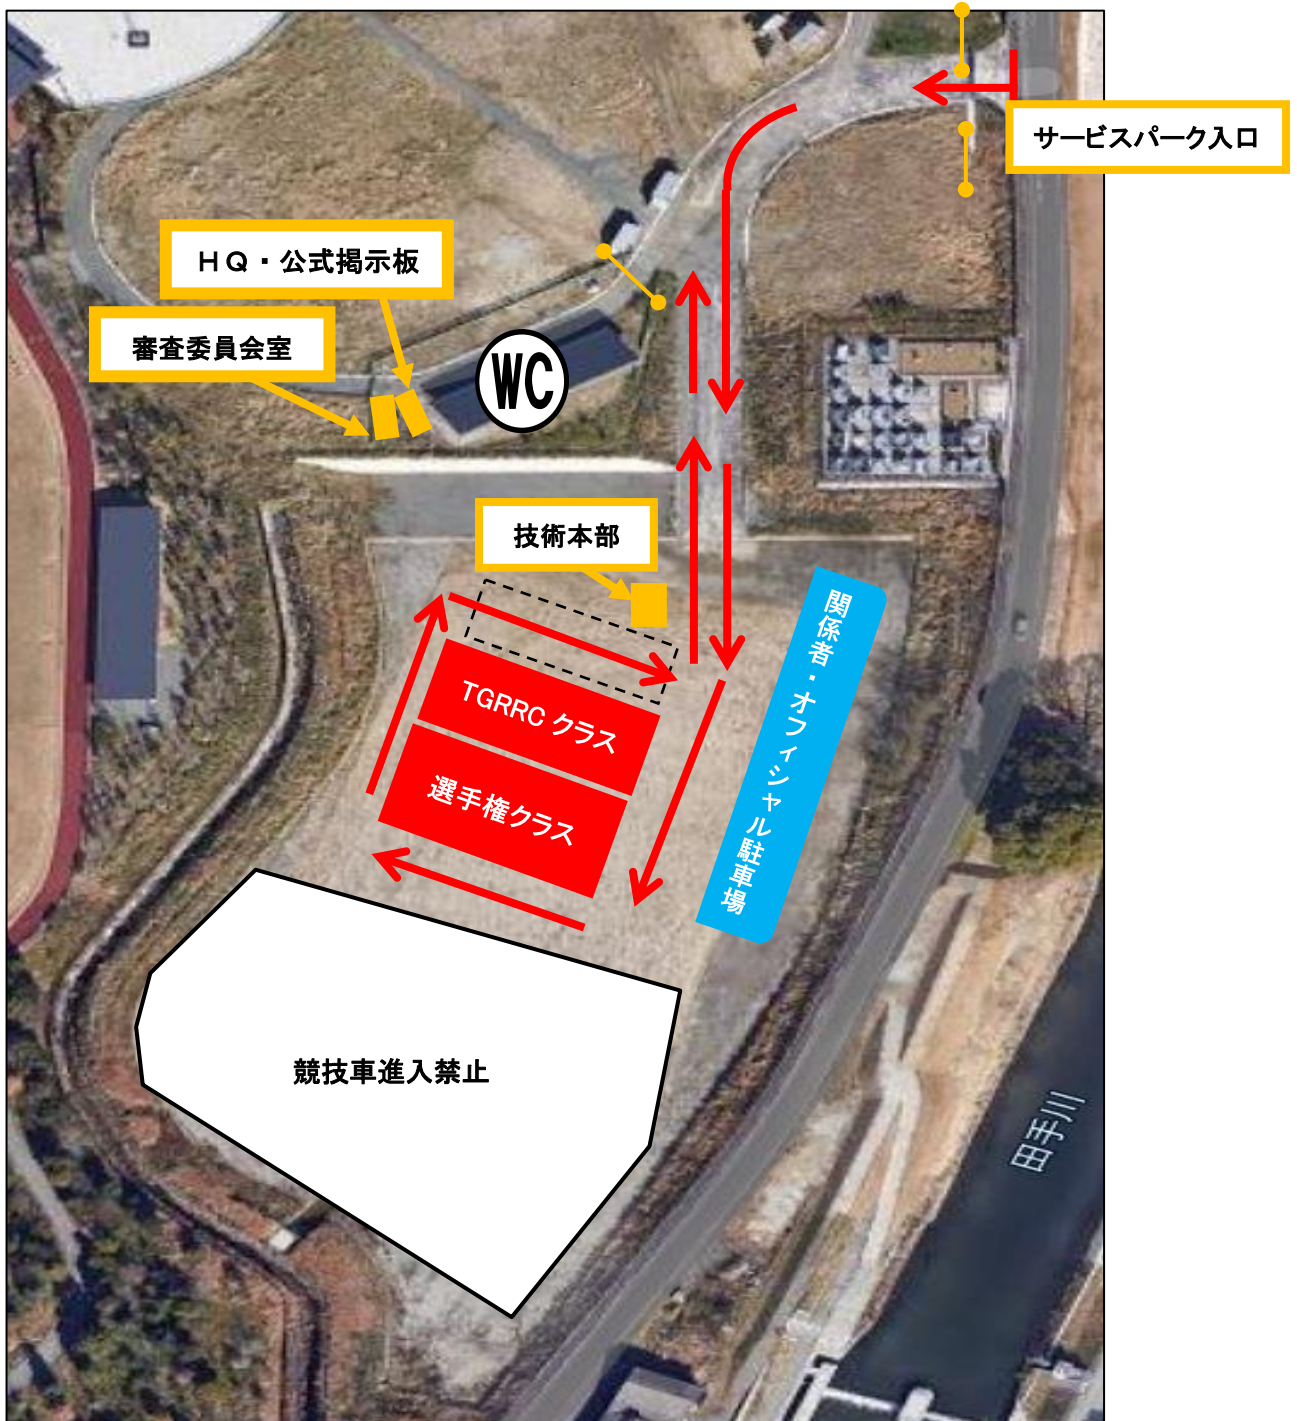 サービスパーク入口
HQ・公式掲示板
審査委員会室
WC
技術本部
関係者・オフィシャル駐車場
TGRRC クラス
選手権クラス
競技車進入禁止
田手川